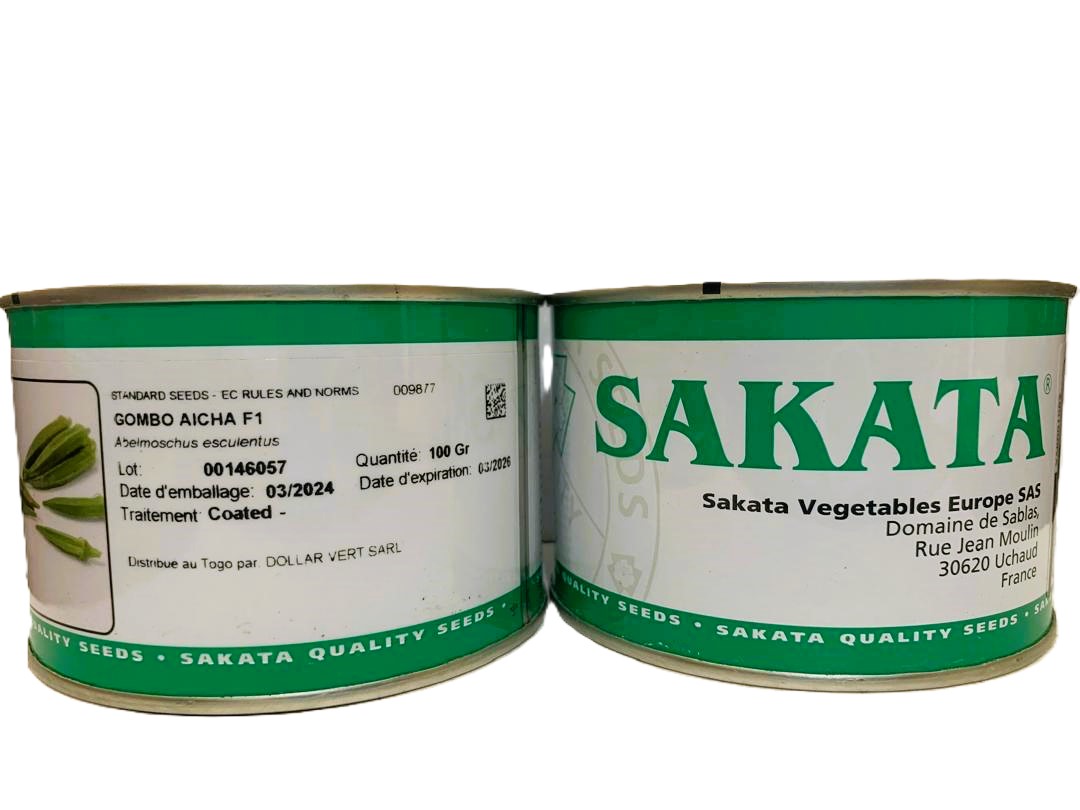 STANDARD SEEDS - EC RULES AND NORMS 009877
GOMBO AICHA F1
Abelmoschus esculentus
Lot: 00146057 Quantité: 100 Gr
Date d'emballage: 03/2024 Date d'expiration: 03/2026
Traitement Coated -
Distribue au Togo par. DOLLAR VERT SARL
QUALITY SEEDS • SAKATA QUALITY SEEDS •
SAKATA®
Sakata Vegetables Europe SAS
Domaine de Sablas,
Rue Jean Moulin
30620 Uchaud
France
SEEDS
QUALITY SEEDS • SAKATA QUALITY SEEDS •